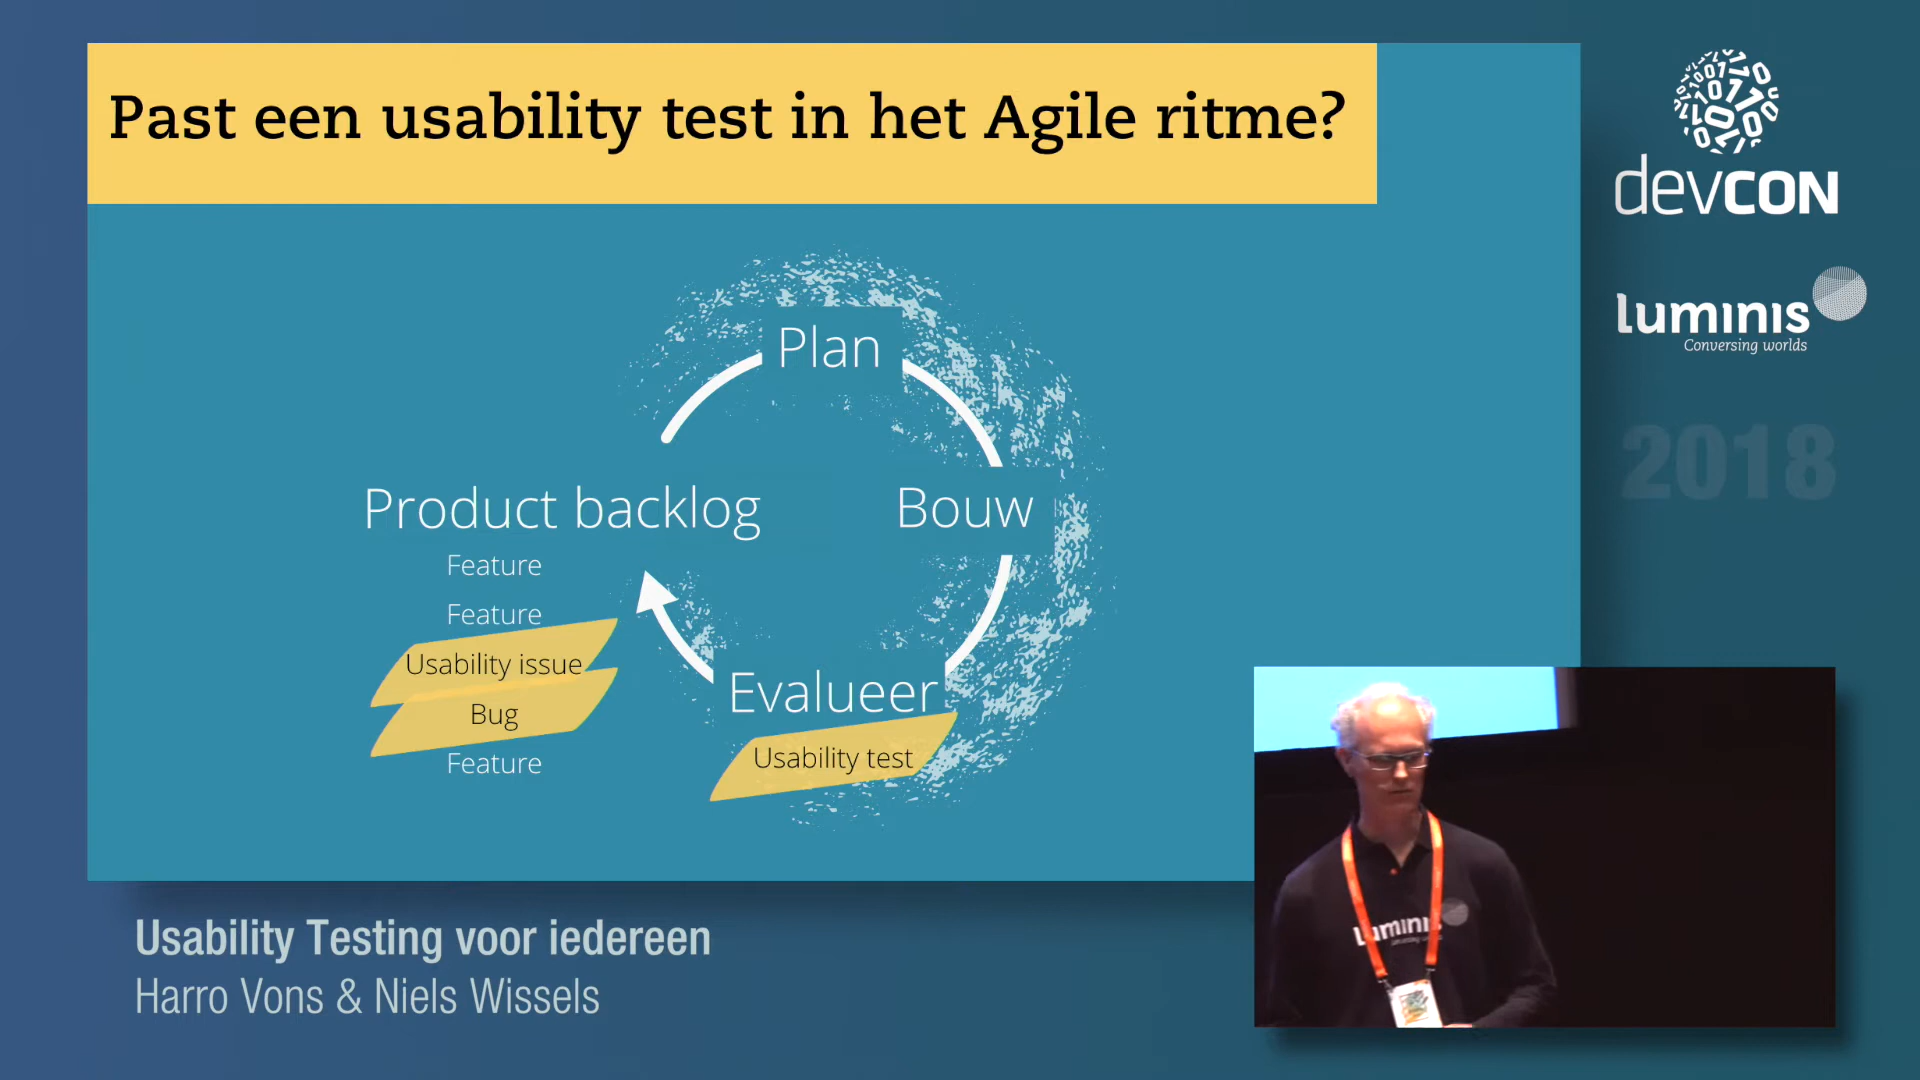 Past een usability test in het Agile ritme?
devCON
luminis
Conversing worlds
2018
Plan
Product backlog
Bouw
Feature
Feature
Usability issue
Bug
Feature
Evalueer
Usability test
luminis
Usability Testing voor iedereen
Harro Vons & Niels Wissels